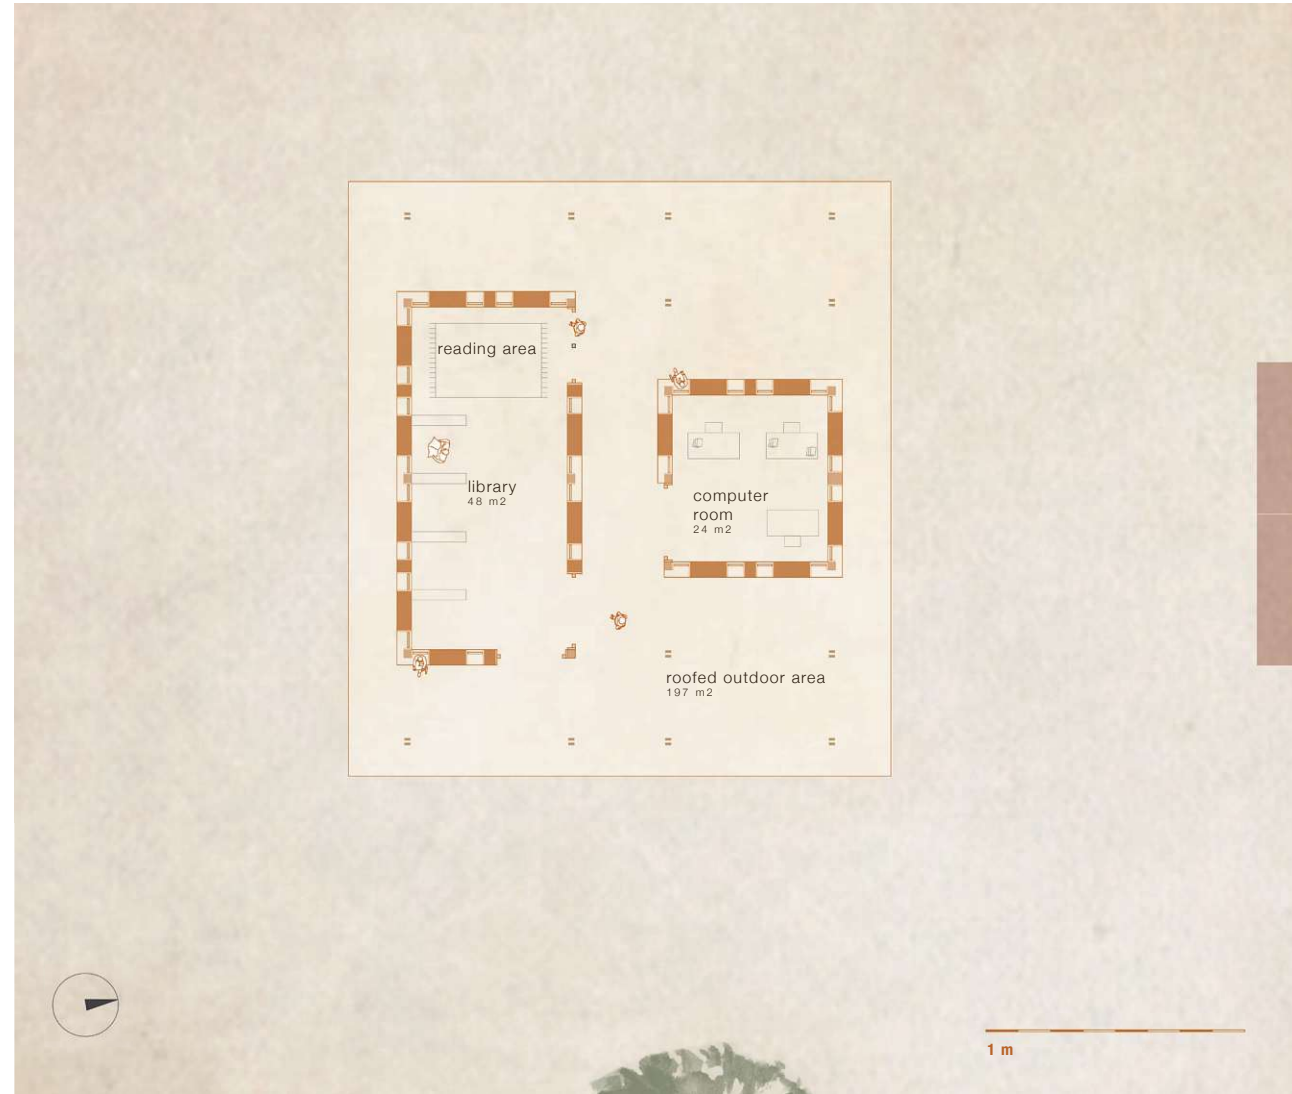 reading area
library
48 m2
computer
room
24 m2
roofed outdoor area
197 m2
1 m